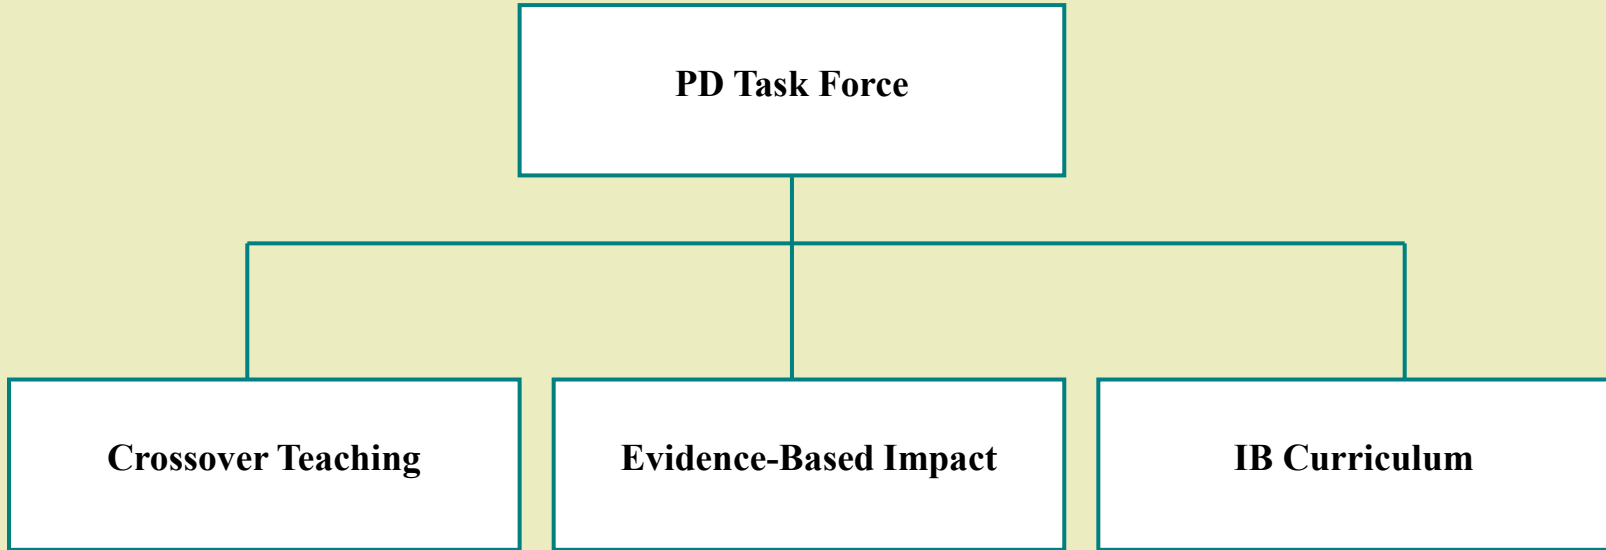 PD Task Force
Crossover Teaching
Evidence-Based Impact
IB Curriculum